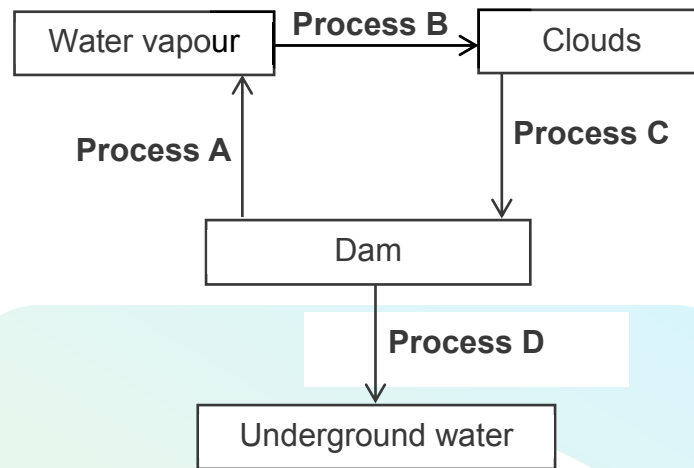 Water vapour
Process B
Clouds
Process A
Process C
Dam
Process D
Underground water